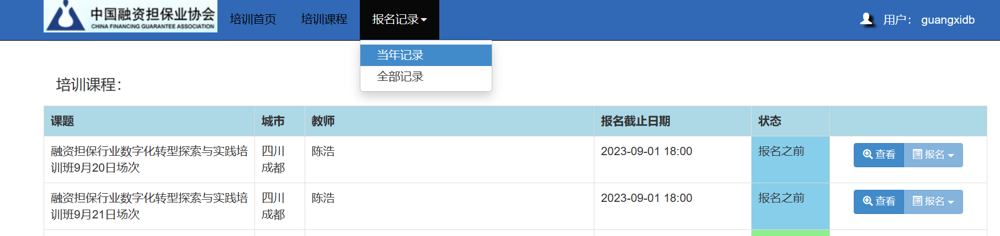 中国融资担保业协会
CHINA FINANCING GUARANTEE ASSOCIATION
培训首页
培训课程
报名记录
用户： guangxidb
当年记录
全部记录
培训课程：
课题
城市
教师
报名截止日期
状态
融资担保行业数字化转型探索与实践培
训班9月20日场次
四川
成都
陈浩
2023-09-01 18:00
报名之前
查看
报名
融资担保行业数字化转型探索与实践培
训班9月21日场次
四川
成都
陈浩
2023-09-01 18:00
报名之前
查看
报名